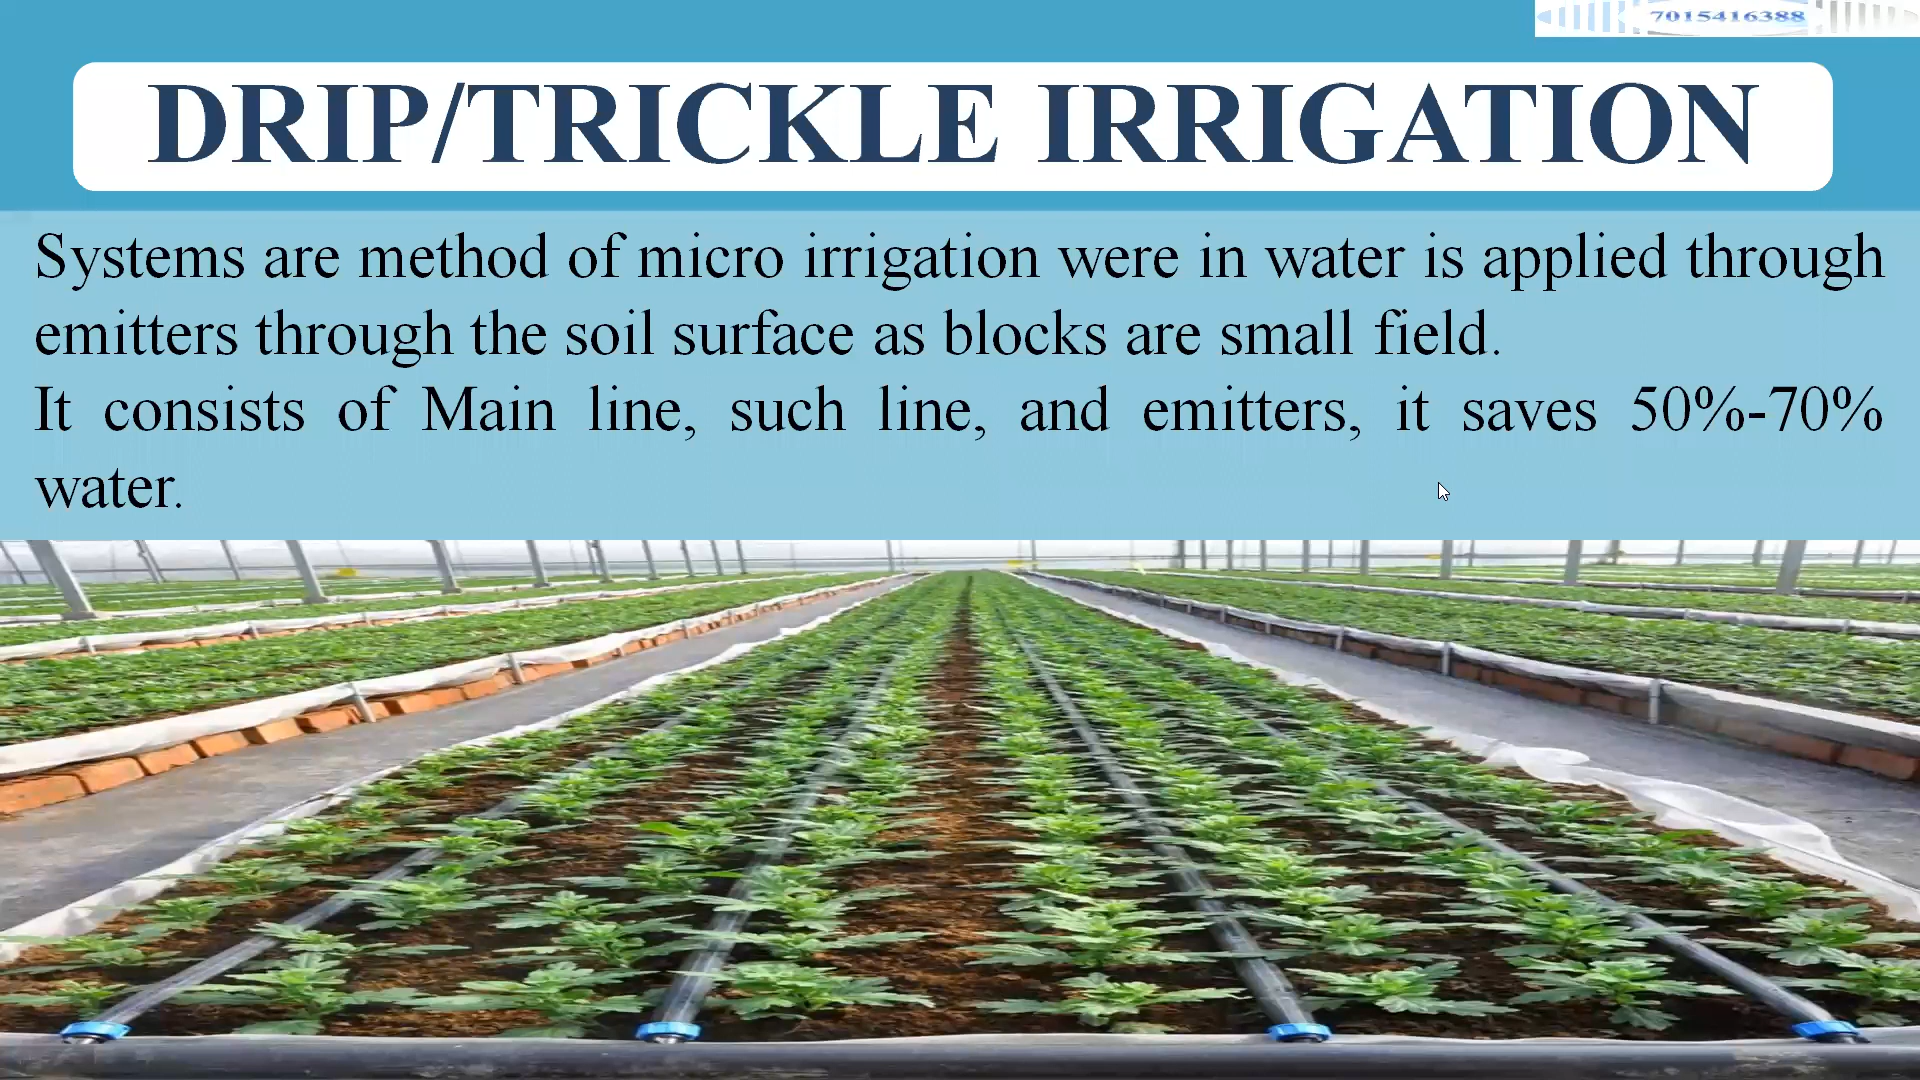 7015416388
DRIP/TRICKLE IRRIGATION
Systems are method of micro irrigation were in water is applied through
emitters through the soil surface as blocks are small field.
It consists of Main line, such line, and emitters, it saves 50%-70%
water.